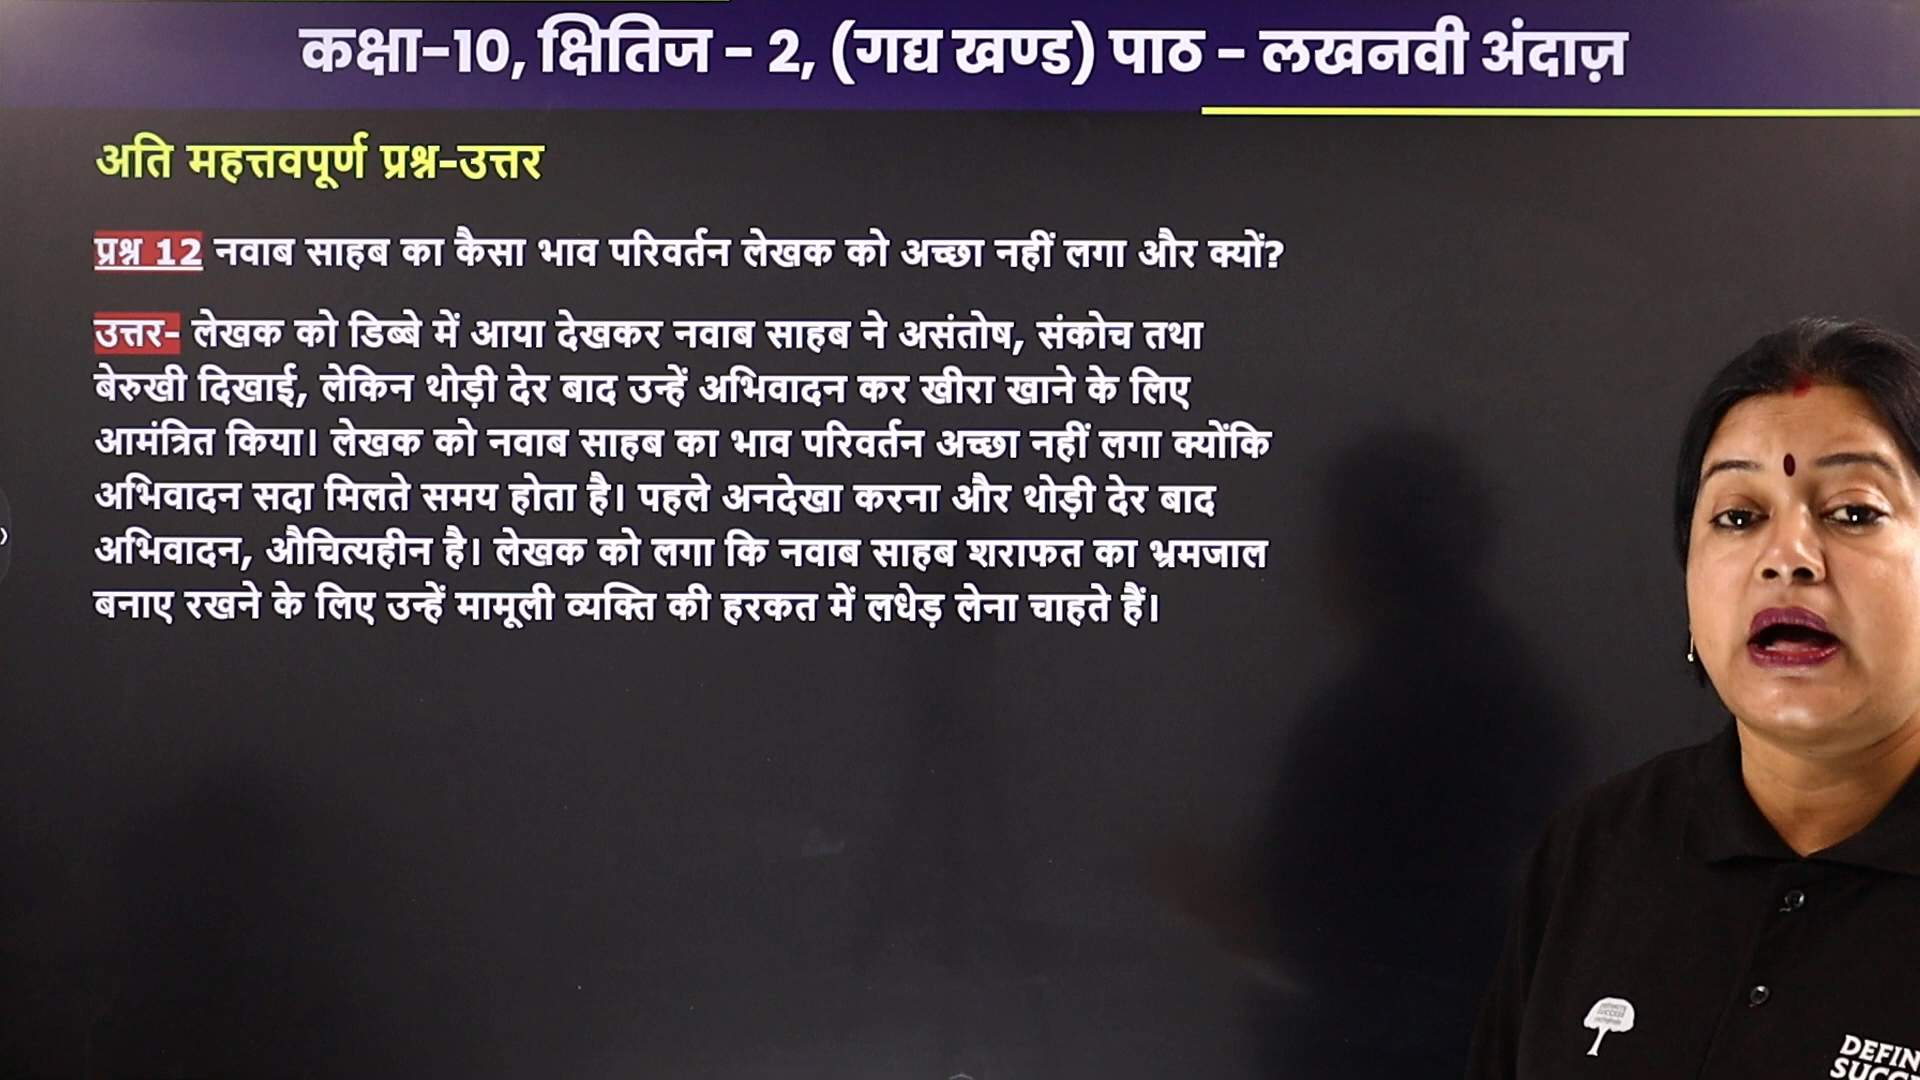 कक्षा-10, क्षितिज - 2, (गद्य खण्ड) पाठ - लखनवी अंदाज़
अति महत्तवपूर्ण प्रश्न-उत्तर
प्रश्न 12 नवाब साहब का कैसा भाव परिवर्तन लेखक को अच्छा नहीं लगा और क्यों?
उत्तर- लेखक को डिब्बे में आया देखकर नवाब साहब ने असंतोष, संकोच तथा
बेरुखी दिखाई, लेकिन थोड़ी देर बाद उन्हें अभिवादन कर खीरा खाने के लिए
आमंत्रित किया। लेखक को नवाब साहब का भाव परिवर्तन अच्छा नहीं लगा क्योंकि
अभिवादन सदा मिलते समय होता है। पहले अनदेखा करना और थोड़ी देर बाद
अभिवादन, औचित्यहीन है। लेखक को लगा कि नवाब साहब शराफत का भ्रमजाल
बनाए रखने के लिए उन्हें मामूली व्यक्ति की हरकत में लधेड़ लेना चाहते हैं।
DEFIN
SUCC